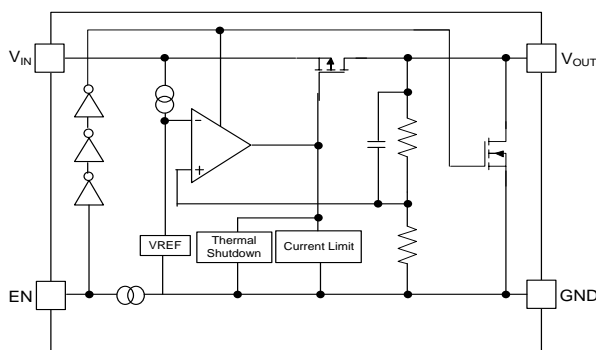 VIN
VOUT
−
+
VREF
Thermal
Shutdown
Current Limit
EN
GND